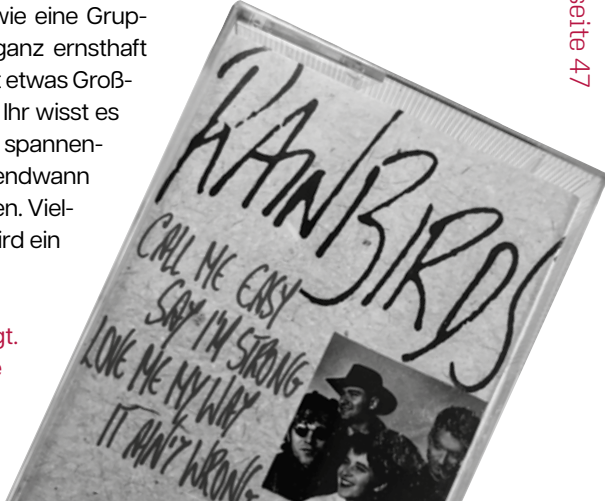 wie eine Grup-
ganz ernsthaft
etwas Groß-
Ihr wisst es
spannen-
endwann
en. Viel-
ird ein
gt.
seite 47
RAINBIRDS
CALL ME EASY
SAY I'M STRONG
LOVE ME MY WAY
IT AIN'T WRONG